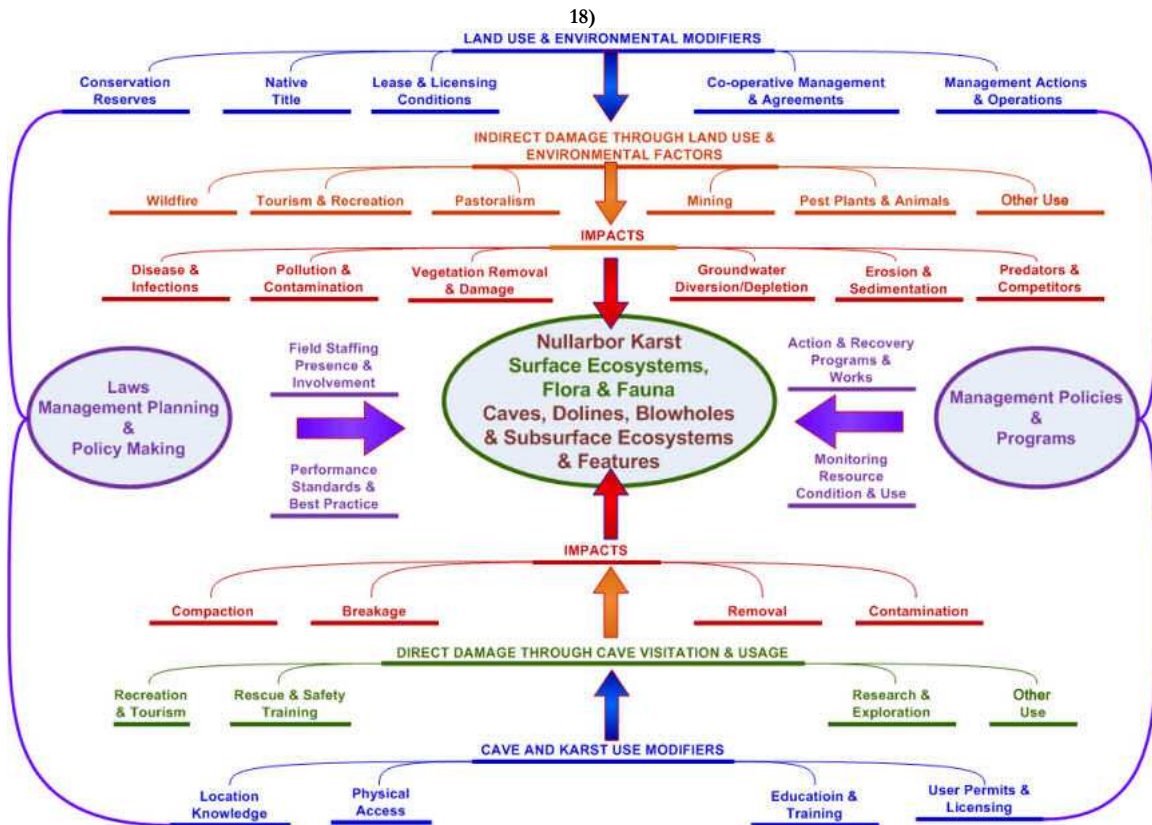 18)
LAND USE & ENVIRONMENTAL MODIFIERS
Conservation
Reserves
Native
Title
Lease & Licensing
Conditions
Co-operative Management
& Agreements
Management Actions
& Operations
INDIRECT DAMAGE THROUGH LAND USE &
ENVIRONMENTAL FACTORS
Wildfire
Tourism & Recreation
Pastoralism
Mining
Pest Plants & Animals
Other Use
IMPACTS
Disease &
Infections
Pollution &
Contamination
Vegetation Removal
& Damage
Groundwater
Diversion/Depletion
Erosion &
Sedimentation
Predators &
Competitors
Laws
Management Planning
&
Policy Making
Field Staffing
Presence &
Involvement
Performance
Standards &
Best Practice
Nullarbor Karst
Surface Ecosystems,
Flora & Fauna
Caves, Dolines, Blowholes
& Subsurface Ecosystems
& Features
Action & Recovery
Programs &
Works
Monitoring
Resource
Condition & Use
Management Policies
&
Programs
IMPACTS
Compaction
Breakage
Removal
Contamination
DIRECT DAMAGE THROUGH CAVE VISITATION & USAGE
Recreation
& Tourism
Rescue & Safety
Training
Research &
Exploration
Other
Use
CAVE AND KARST USE MODIFIERS
Location
Knowledge
Physical
Access
Educatioin &
Training
User Permits &
Licensing